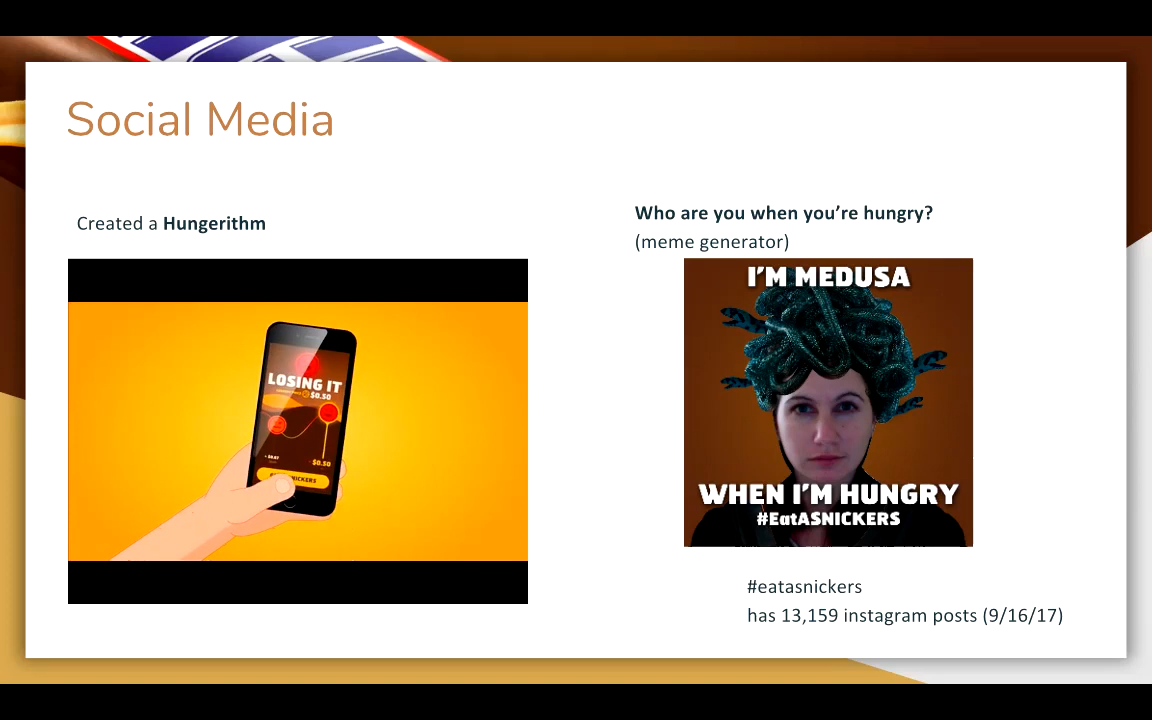 Social Media
Created a Hungerithm
LOSING IT
$0.50
$0.50
Who are you when you're hungry?
(meme generator)
I'M MEDUSA
WHEN I'M HUNGRY
#EatASNICKERS
#eatasnickers
has 13,159 instagram posts (9/16/17)